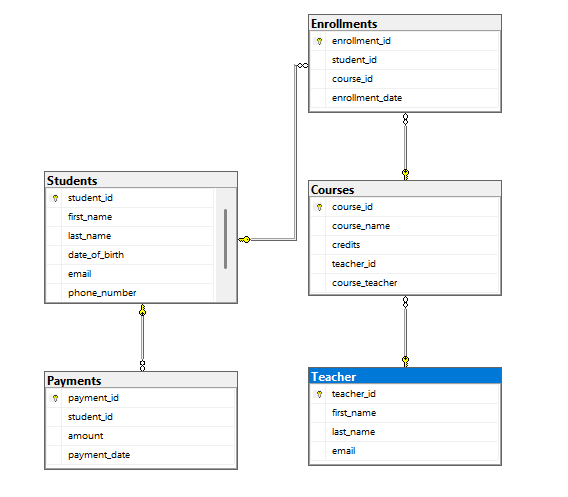 Enrollments
enrollment_id
student_id
course_id
enrollment_date
Students
student_id
first_name
last_name
date_of_birth
email
phone_number
Courses
course_id
course_name
credits
teacher_id
course_teacher
Payments
payment_id
student_id
amount
payment_date
Teacher
teacher_id
first_name
last_name
email